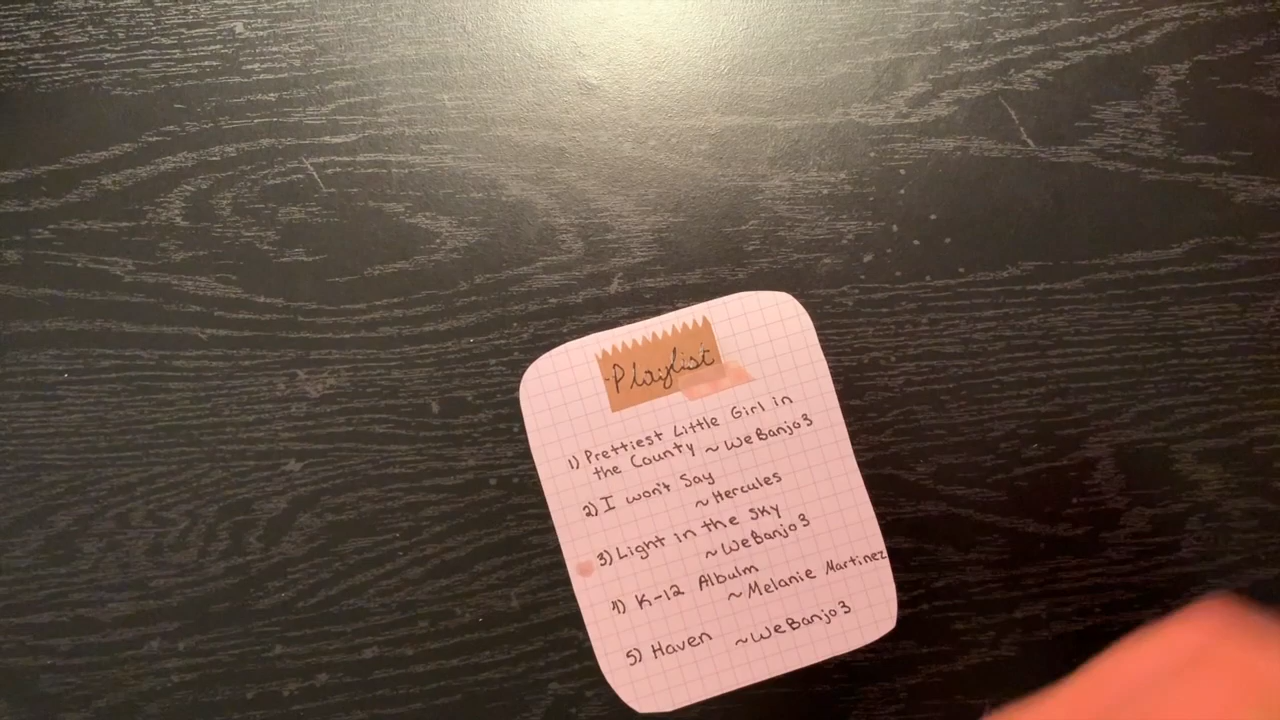 -Playlist
1) Prettiest Little Girl in
the County ~ WeBanjo3
2) I won't Say
~ Hercules
3) Light in the Sky
~ WeBanjo3
4) K-12 Albulm
~ Melanie Martinez
5) Haven ~ WeBanjo3